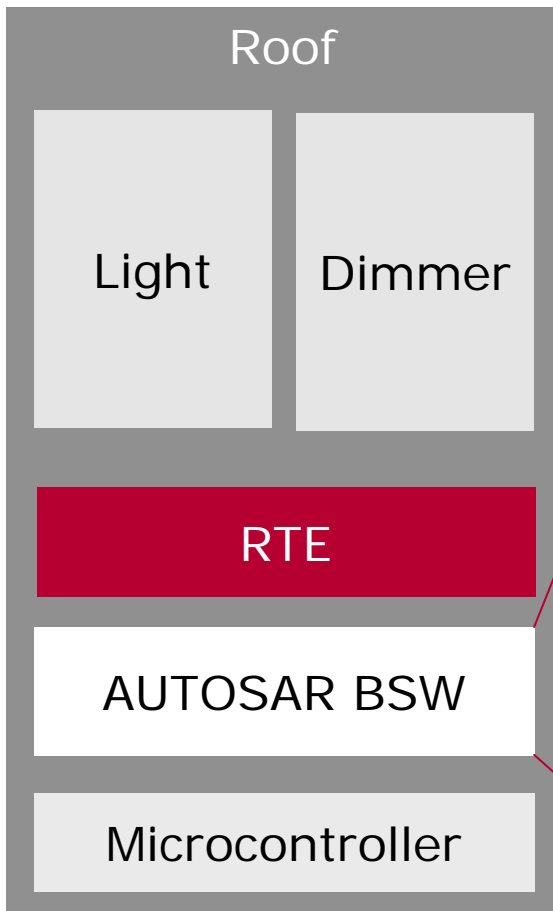 Roof
Light
Dimmer
RTE
AUTOSAR BSW
Microcontroller